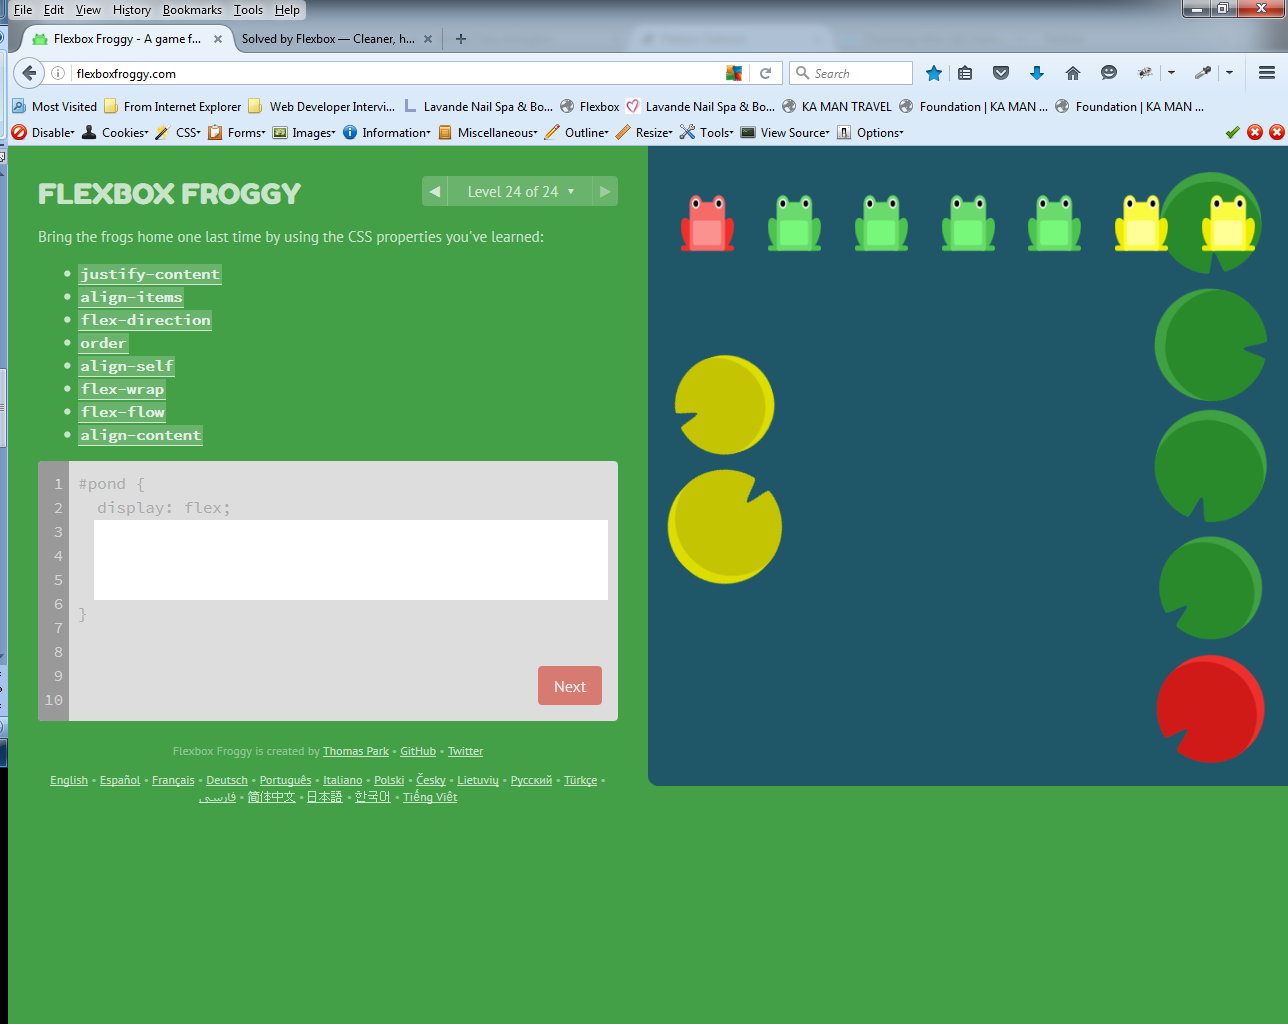 File Edit View History Bookmarks Tools Help
Flexbox Froggy - A game f... × Solved by Flexbox — Cleaner, h... × +
flexboxfroggy.com Search
Most Visited From Internet Explorer Web Developer Intervi... Lavande Nail Spa & Bo... Flexbox Lavande Nail Spa & Bo... KA MAN TRAVEL Foundation | KA MAN ... Foundation | KA MAN ...
Disable Cookies CSS Forms Images Information Miscellaneous Outline Resize Tools View Source Options
FLEXBOX FROGGY
Level 24 of 24
Bring the frogs home one last time by using the CSS properties you've learned:
justify-content
align-items
flex-direction
order
align-self
flex-wrap
flex-flow
align-content
1 #pond {
2 display: flex;
3
4
5
6 }
7
8
9
10
Next
Flexbox Froggy is created by Thomas Park • GitHub • Twitter
English • Español • Français • Deutsch • Português • Italiano • Polski • Česky • Lietuvių • Русский • Türkçe •
فارسی • 简体中文 • 日本語 • 한국어 • Tiếng Việt